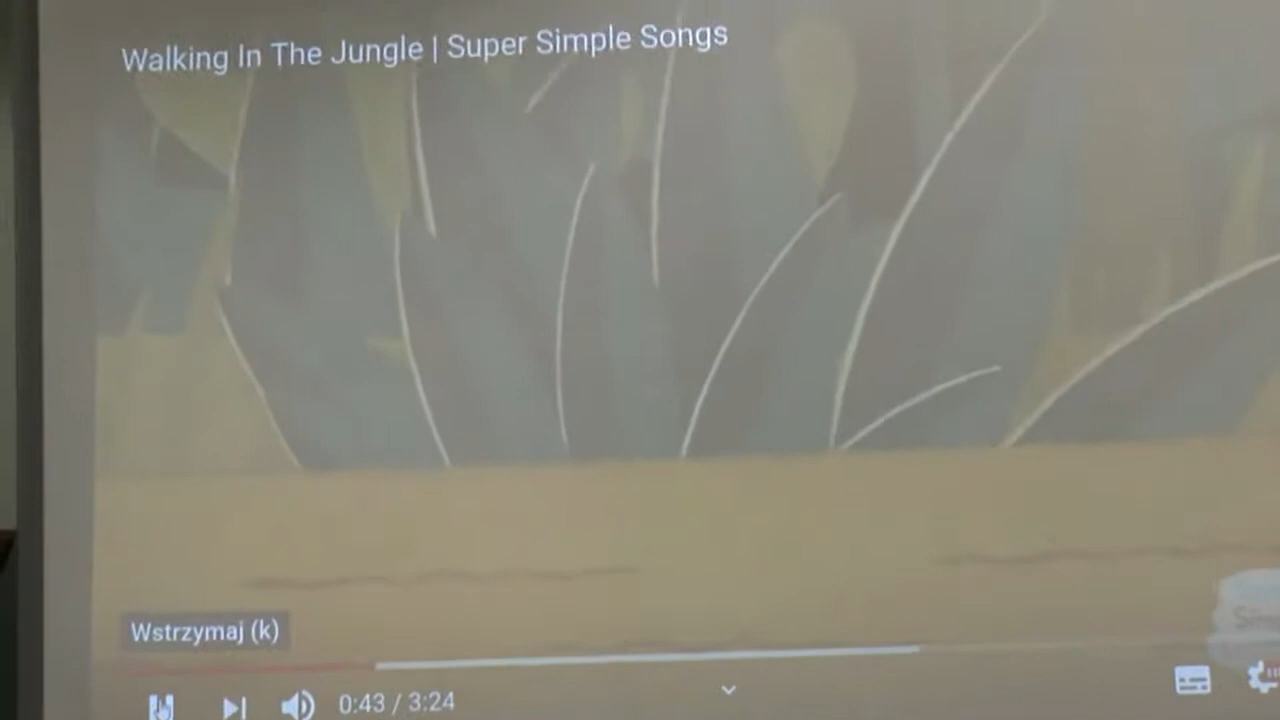 Walking In The Jungle | Super Simple Songs
Wstrzymaj (k)
0:43 / 3:24